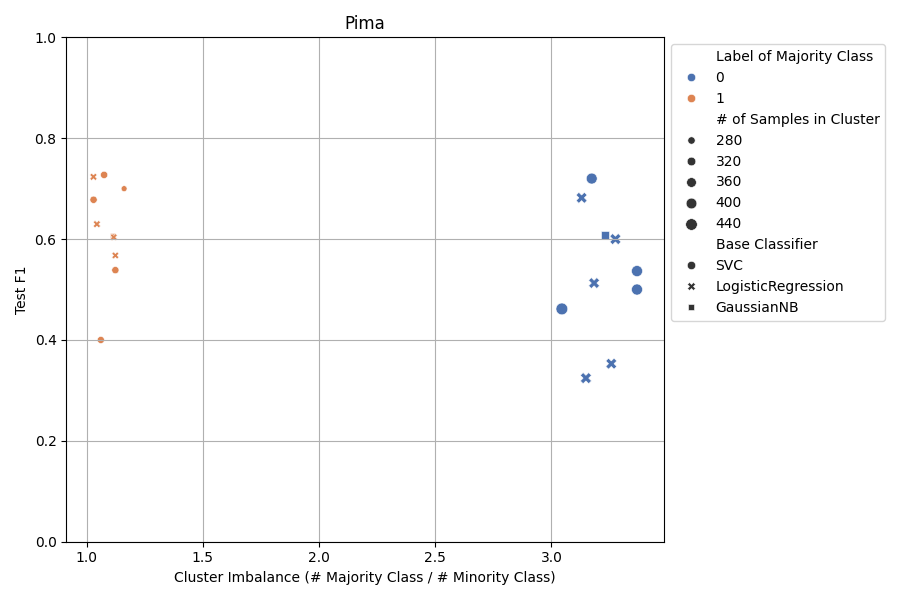 Pima
1.0
0.8
0.6
0.4
0.2
0.0
Test F1
1.0
1.5
2.0
2.5
3.0
Cluster Imbalance (# Majority Class / # Minority Class)
Label of Majority Class
0
1
# of Samples in Cluster
280
320
360
400
440
Base Classifier
SVC
LogisticRegression
GaussianNB